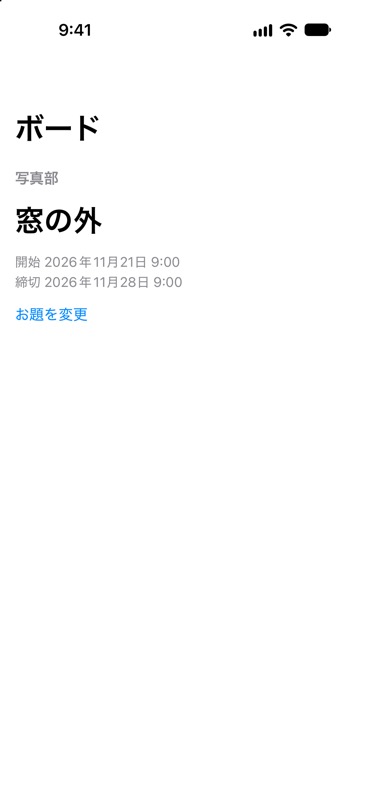 9:41
ボード
写真部
窓の外
開始 2026年11月21日 9:00
締切 2026年11月28日 9:00
お題を変更